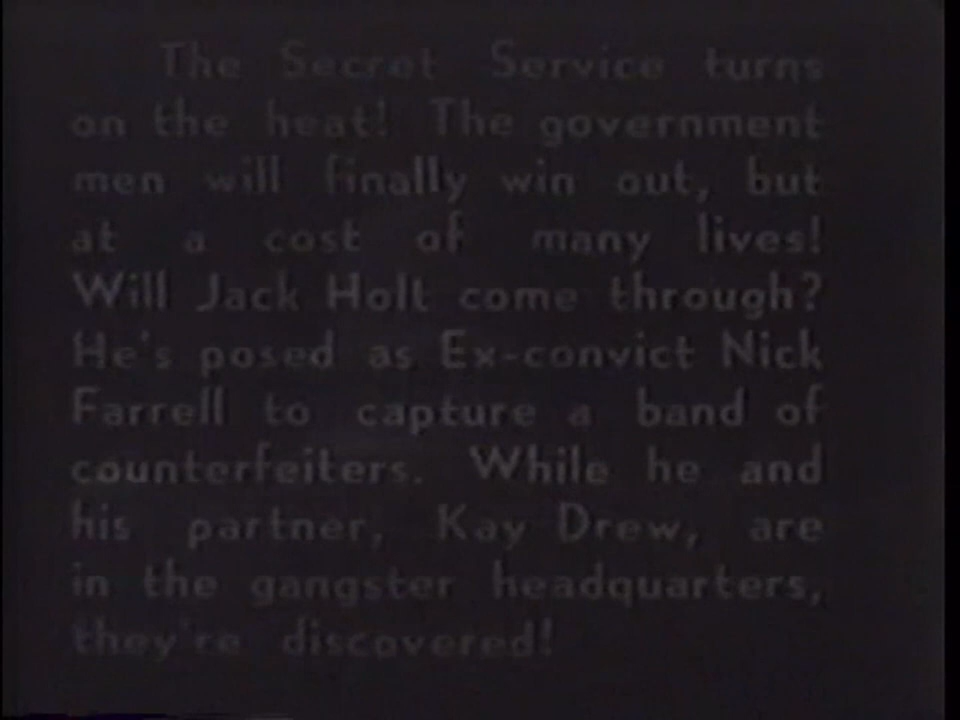 The Secret Service turns
on the heat! The government
men will finally win out, but
at a cost of many lives!
Will Jack Holt come through?
He's posed as Ex-convict Nick
Farrell to capture a band of
counterfeiters. While he and
his partner, Kay Drew, are
in the gangster headquarters,
they're discovered!